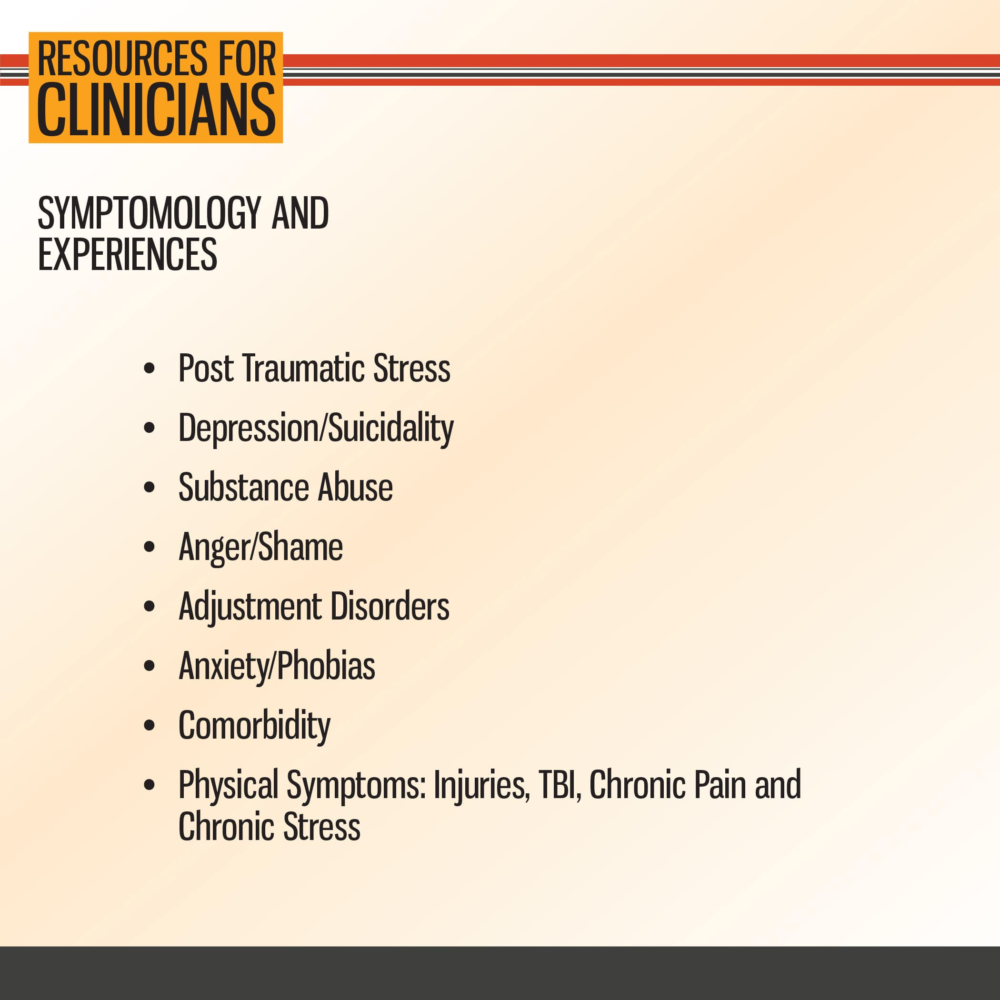 RESOURCES FOR
CLINICIANS
SYMPTOMOLOGY AND
EXPERIENCES
• Post Traumatic Stress
• Depression/Suicidality
• Substance Abuse
• Anger/Shame
• Adjustment Disorders
• Anxiety/Phobias
• Comorbidity
• Physical Symptoms: Injuries, TBI, Chronic Pain and
Chronic Stress